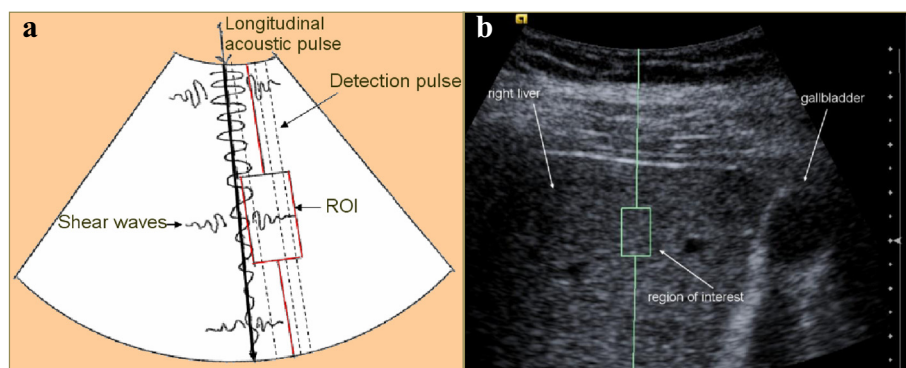 a
Longitudinal
acoustic pulse
Detection pulse
ROI
Shear waves
b
right liver
gallbladder
region of interest